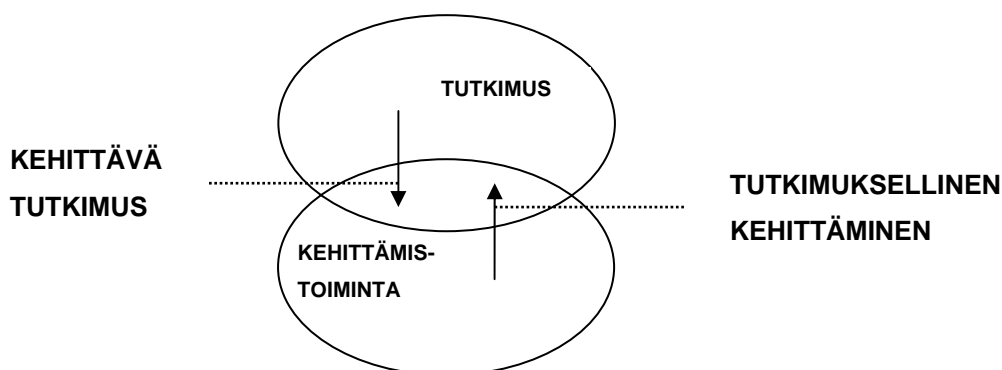 TUTKIMUS
KEHITTÄVÄ
TUTKIMUS
TUTKIMUKSELLINEN
KEHITTÄMINEN
KEHITTÄMIS-
TOIMINTA